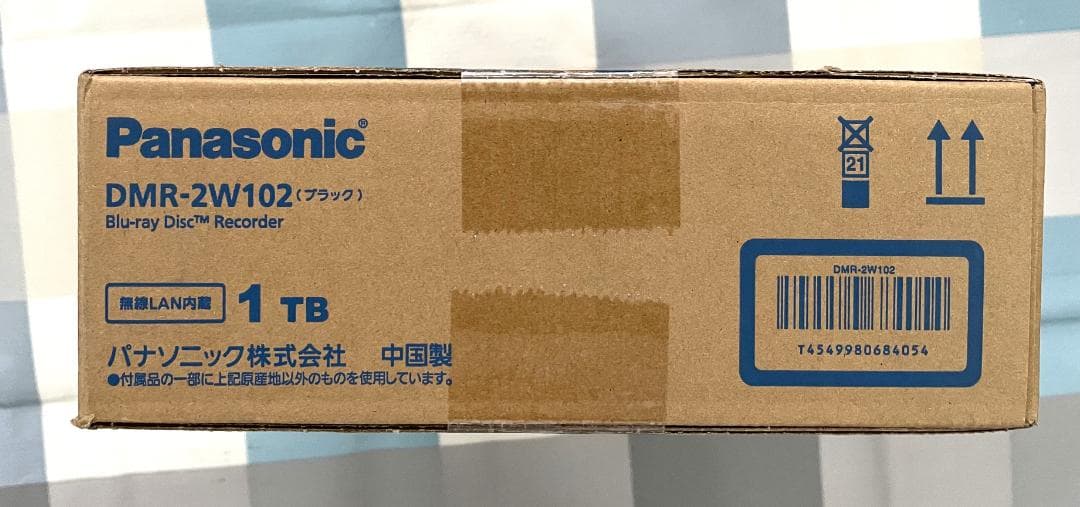 Panasonic®
DMR-2W102(ブラック)
Blu-ray Disc™ Recorder
無線LAN内蔵 1 TB
パナソニック株式会社 中国製
●付属品の一部に上記原産地以外のものを使用しています。
21
DMR-2W102
T4549980684054